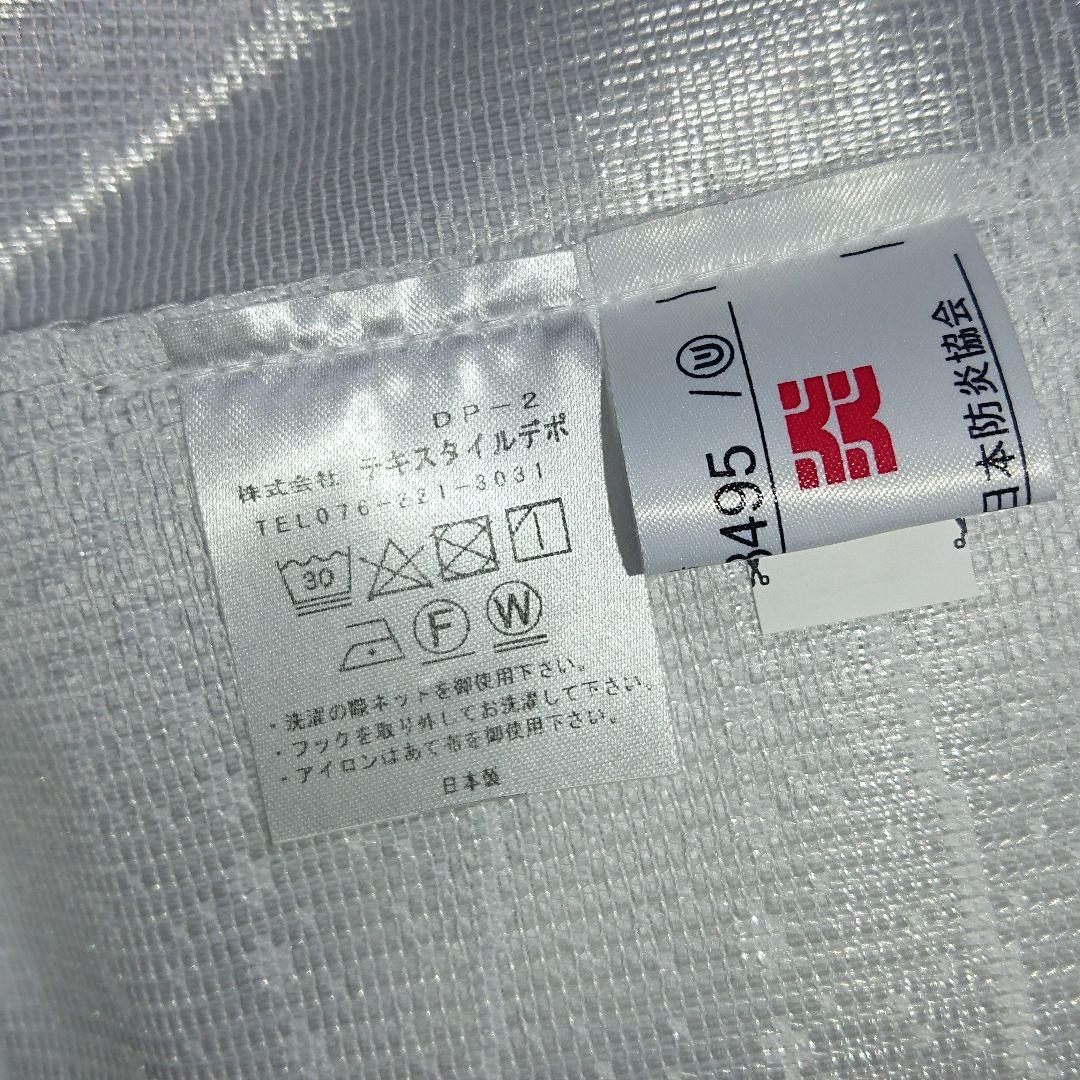 DP-2
株式会社 テキスタイルデポ
TEL076-221-3031
30
F W
・洗濯の際ネットを御使用下さい。
・フックを取り外してお洗濯して下さい。
・アイロンはあて布を御使用下さい。
日本製
日本防炎協会
3495